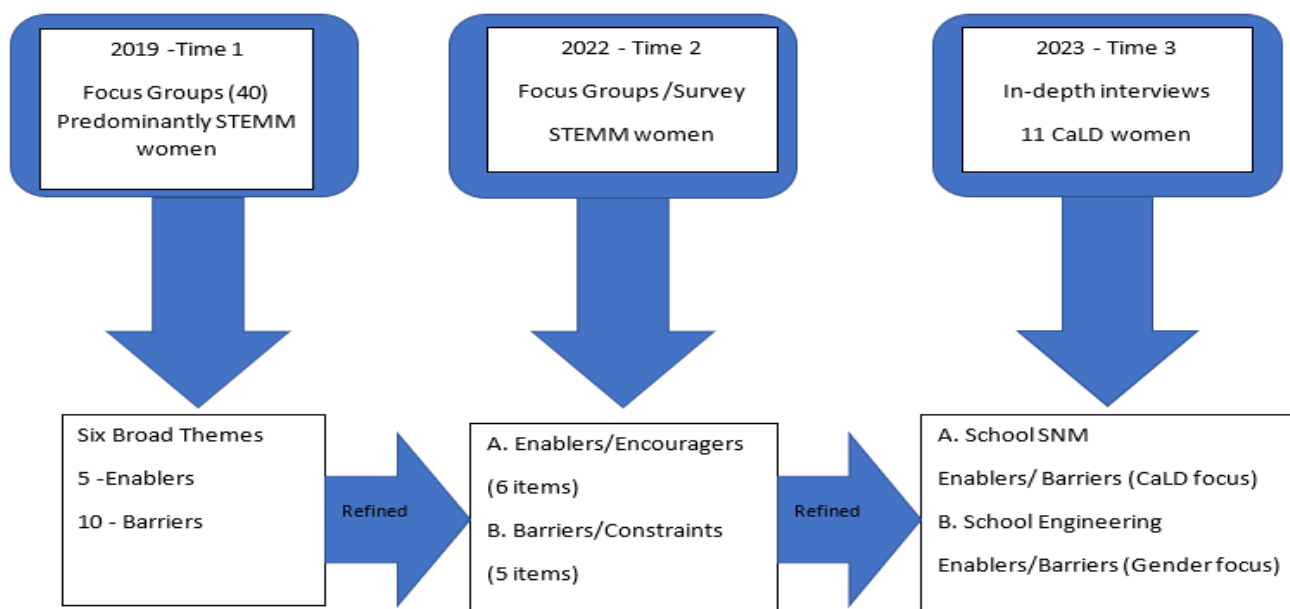 2019 -Time 1
Focus Groups (40)
Predominantly STEMM
women
2022 - Time 2
Focus Groups /Survey
STEMM women
2023 - Time 3
In-depth interviews
11 CaLD women
Six Broad Themes
5 -Enablers
10 - Barriers
Refined
A. Enablers/Encouragers
(6 items)
B. Barriers/Constraints
(5 items)
Refined
A. School SNM
Enablers/ Barriers (CaLD focus)
B. School Engineering
Enablers/Barriers (Gender focus)